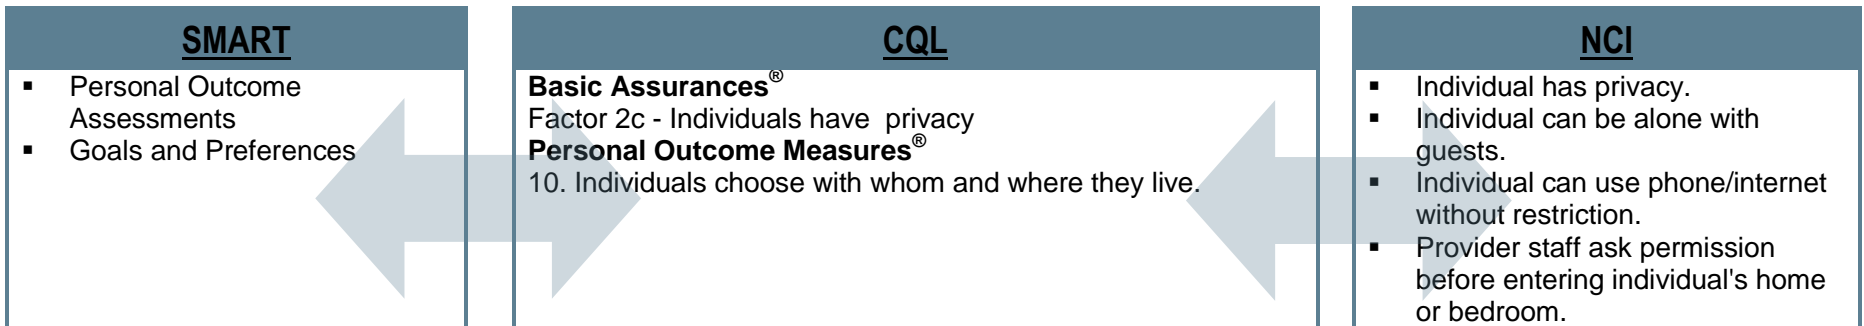 SMART
▪ Personal Outcome
Assessments
▪ Goals and Preferences
CQL
Basic Assurances®
Factor 2c - Individuals have privacy
Personal Outcome Measures®
10. Individuals choose with whom and where they live.
NCI
▪ Individual has privacy.
▪ Individual can be alone with
guests.
▪ Individual can use phone/internet
without restriction.
▪ Provider staff ask permission
before entering individual's home
or bedroom.